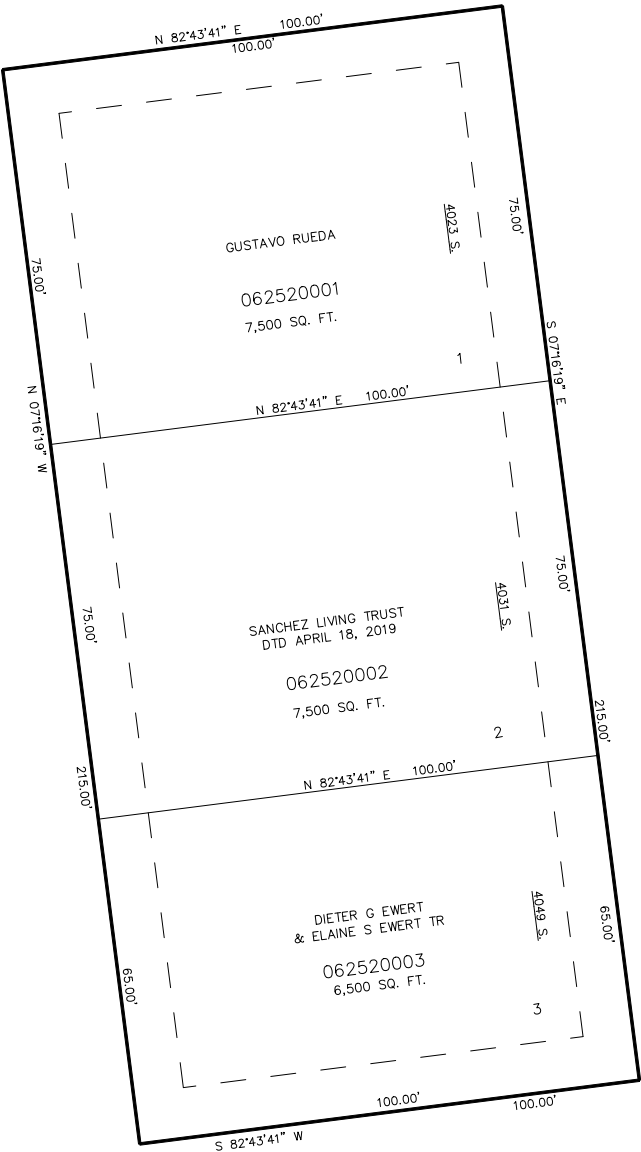 N 82°43'41" E 100.00'
100.00'
75.00'
4023 S.
75.00'
GUSTAVO RUEDA
062520001
7,500 SQ. FT.
1
S 07°16'19" E
N 07°16'19" W
N 82°43'41" E 100.00'
75.00'
4031 S.
75.00'
SANCHEZ LIVING TRUST
DTD APRIL 18, 2019
062520002
7,500 SQ. FT.
2
215.00'
215.00'
N 82°43'41" E 100.00'
65.00'
4049 S.
65.00'
DIETER G EWERT
& ELAINE S EWERT TR
062520003
6,500 SQ. FT.
3
100.00'
100.00'
S 82°43'41" W